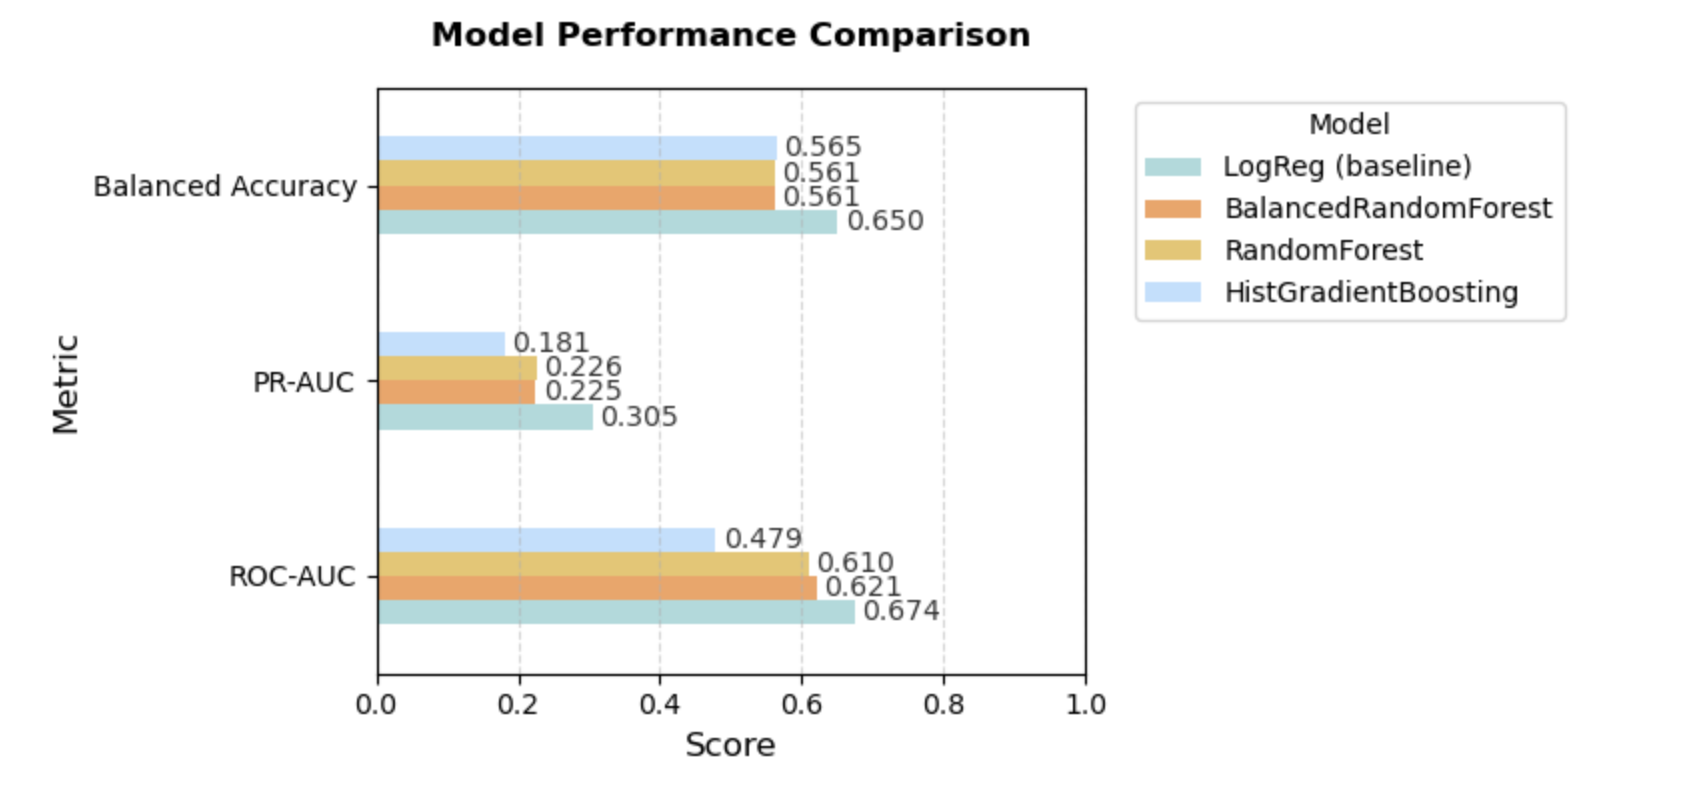 Model Performance Comparison
Model
LogReg (baseline)
BalancedRandomForest
RandomForest
HistGradientBoosting
Metric
Balanced Accuracy
0.565
0.561
0.561
0.650
PR-AUC
0.181
0.226
0.225
0.305
ROC-AUC
0.479
0.610
0.621
0.674
0.0 0.2 0.4 0.6 0.8 1.0
Score